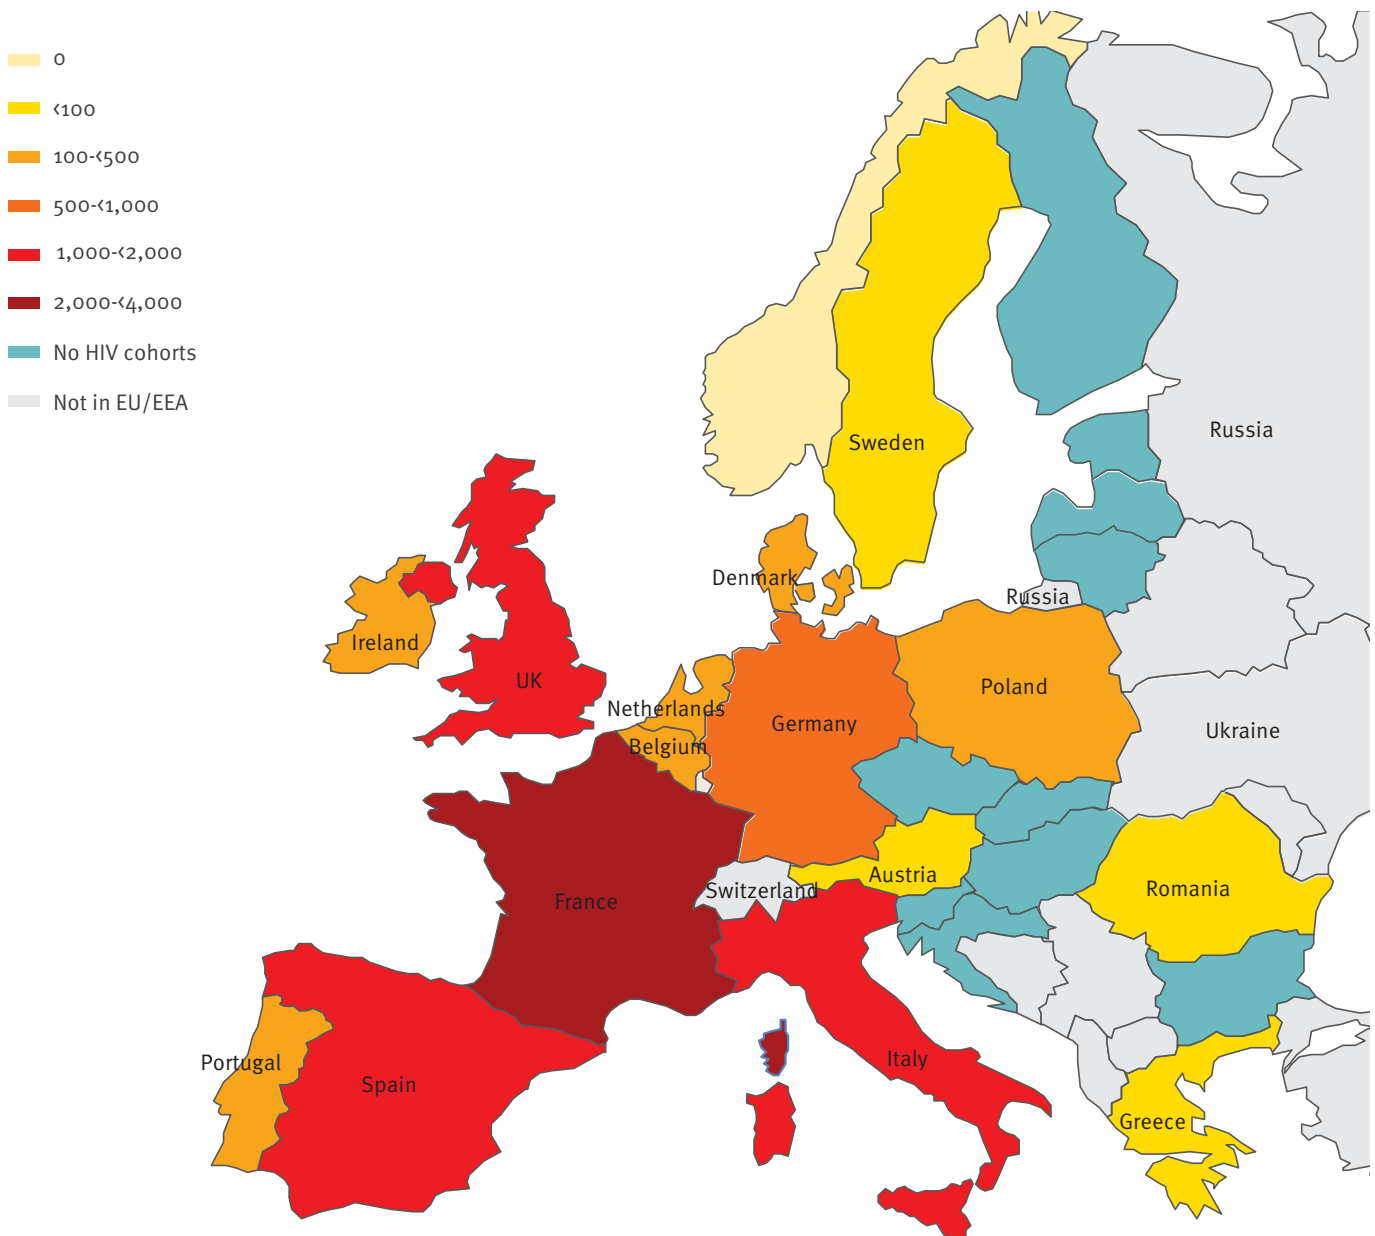 0
<100
100-<500
500-<1,000
1,000-<2,000
2,000-<4,000
No HIV cohorts
Not in EU/EEA
Russia
Sweden
Denmark
Russia
Ireland
UK
Poland
Netherlands
Germany
Ukraine
Belgium
Austria
Switzerland
Romania
France
Italy
Portugal
Spain
Greece